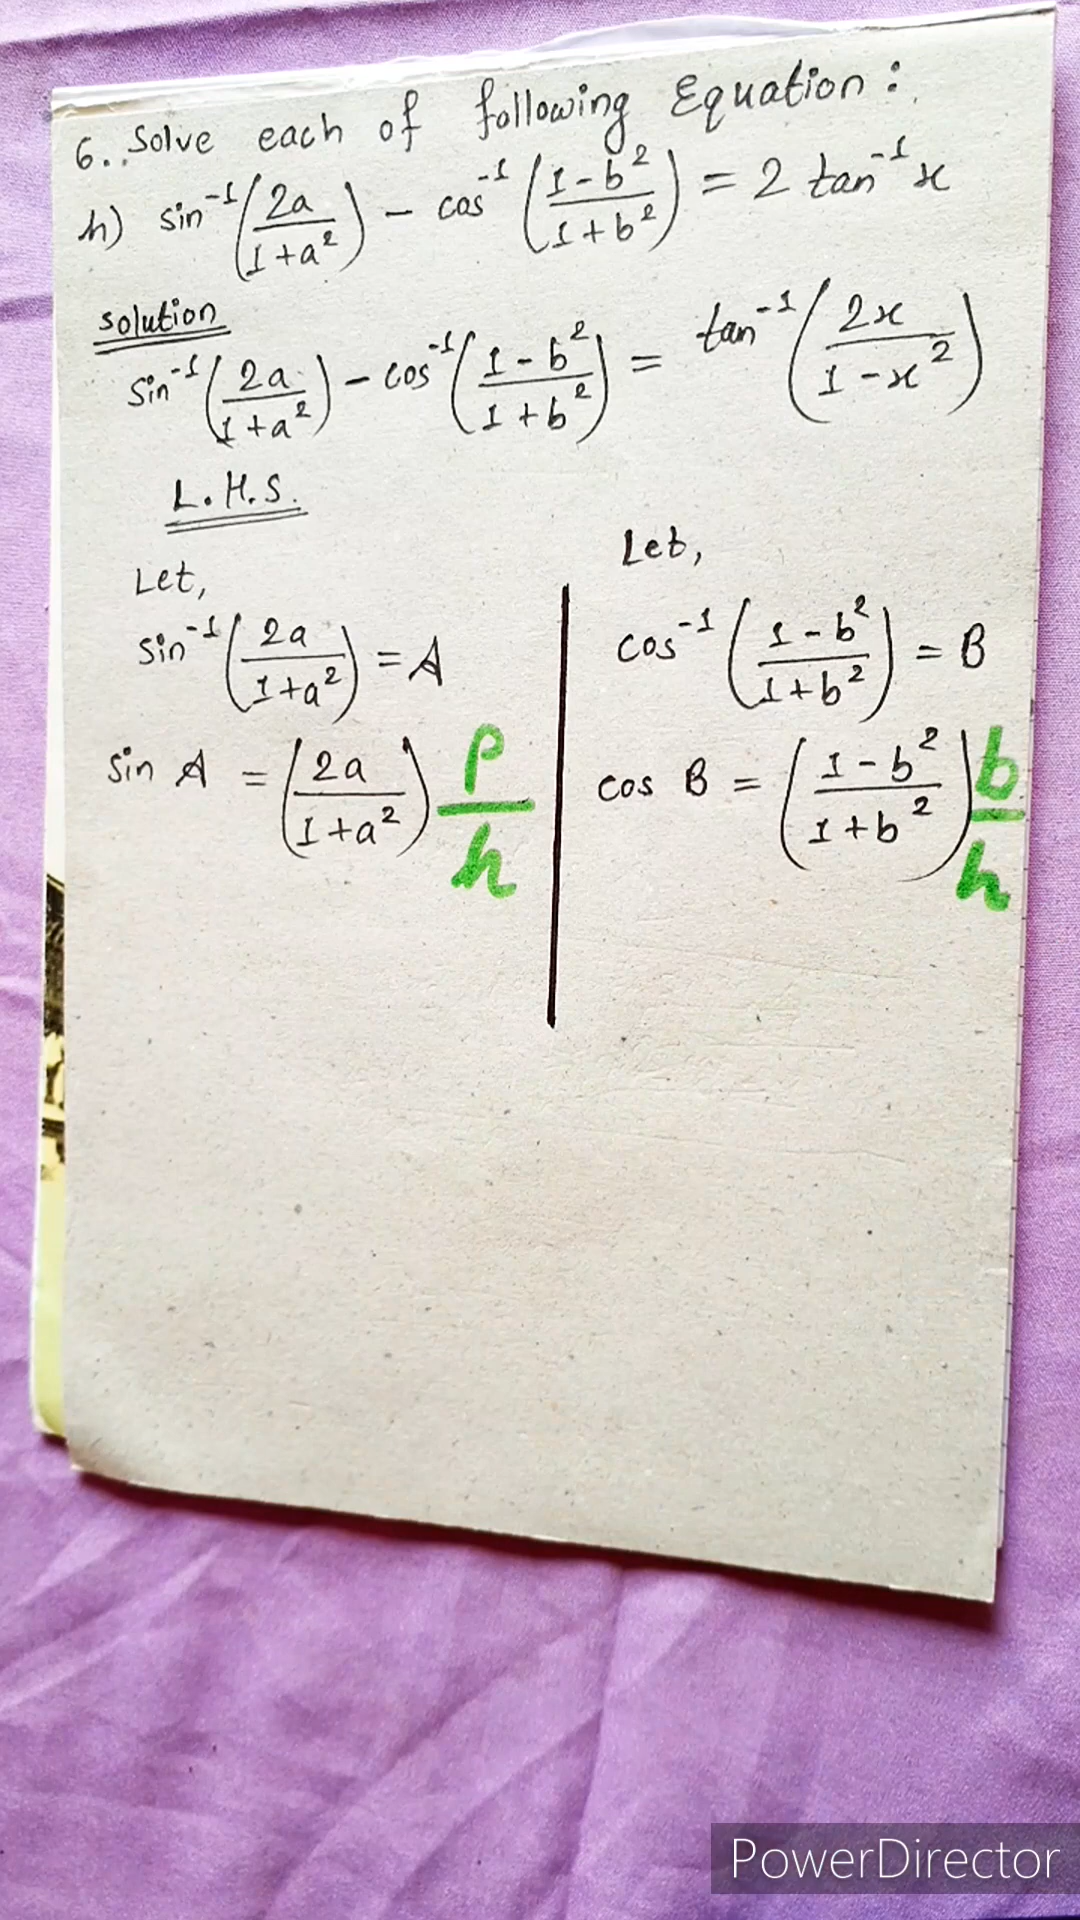 6. Solve each of following Equation:
h) sin⁻¹(2a/1+a²) - cos⁻¹(1-b²/1+b²) = 2 tan⁻¹ x
solution
sin⁻¹(2a/1+a²) - cos⁻¹(1-b²/1+b²) = tan⁻¹(2x/1-x²)
L.H.S.
Let,
sin⁻¹(2a/1+a²) = A
sin A = (2a/1+a²) p/h
Let,
cos⁻¹(1-b²/1+b²) = B
cos B = (1-b²/1+b²) b/h
PowerDirector